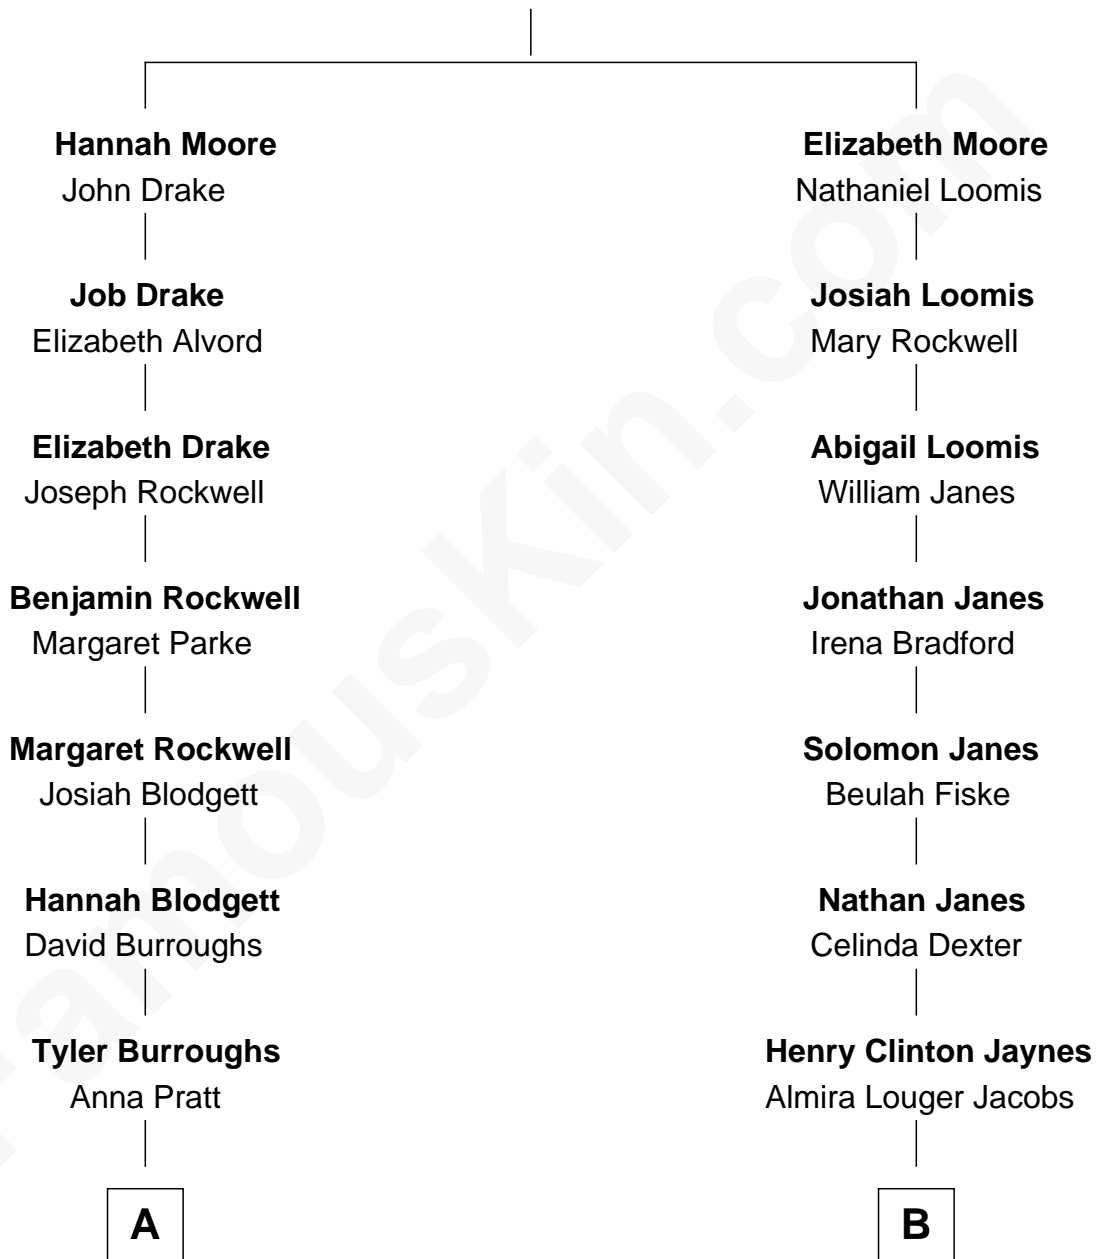 Hannah Moore
John Drake
Job Drake
Elizabeth Alvord
Elizabeth Drake
Joseph Rockwell
Benjamin Rockwell
Margaret Parke
Margaret Rockwell
Josiah Blodgett
Hannah Blodgett
David Burroughs
Tyler Burroughs
Anna Pratt
A
Elizabeth Moore
Nathaniel Loomis
Josiah Loomis
Mary Rockwell
Abigail Loomis
William Janes
Jonathan Janes
Irena Bradford
Solomon Janes
Beulah Fiske
Nathan Janes
Celinda Dexter
Henry Clinton Jaynes
Almira Louger Jacobs
B
FamousKin.com